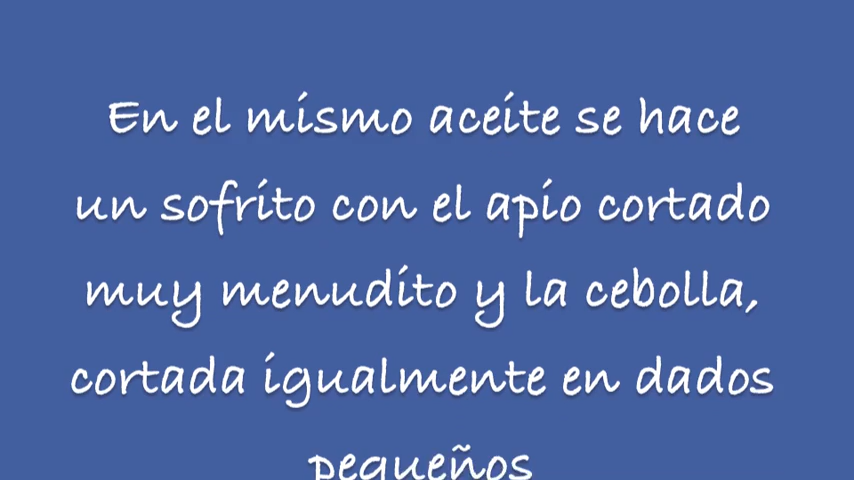 En el mismo aceite se hace
un sofrito con el apio cortado
muy menudito y la cebolla,
cortada igualmente en dados
pequeños